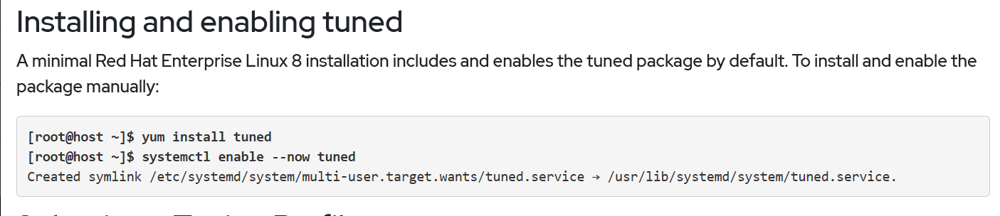 Installing and enabling tuned
A minimal Red Hat Enterprise Linux 8 installation includes and enables the tuned package by default. To install and enable the
package manually:
[root@host ~]$ yum install tuned
[root@host ~]$ systemctl enable --now tuned
Created symlink /etc/systemd/system/multi-user.target.wants/tuned.service → /usr/lib/systemd/system/tuned.service.